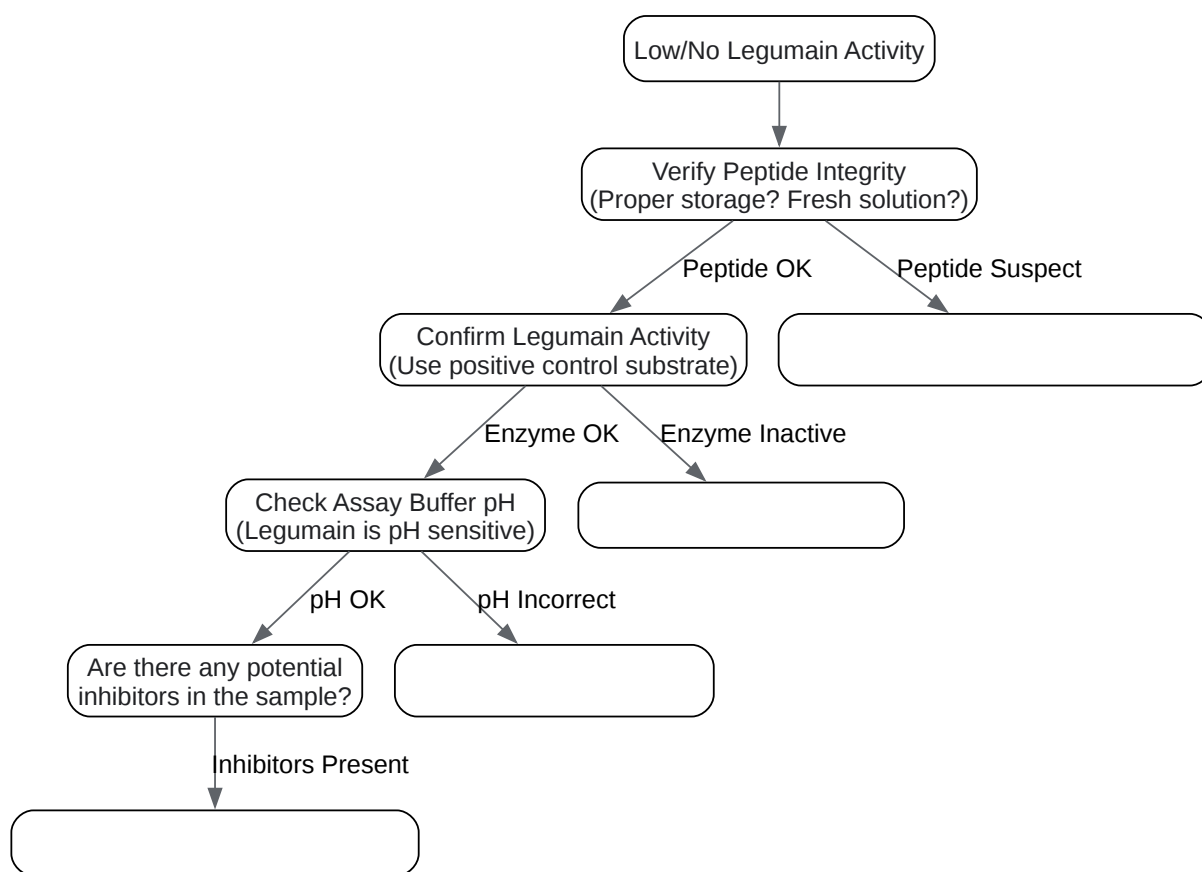 Low/No Legumain Activity
Verify Peptide Integrity
(Proper storage? Fresh solution?)
Peptide OK
Peptide Suspect
Confirm Legumain Activity
(Use positive control substrate)
Enzyme OK
Enzyme Inactive
Check Assay Buffer pH
(Legumain is pH sensitive)
pH OK
pH Incorrect
Are there any potential
inhibitors in the sample?
Inhibitors Present